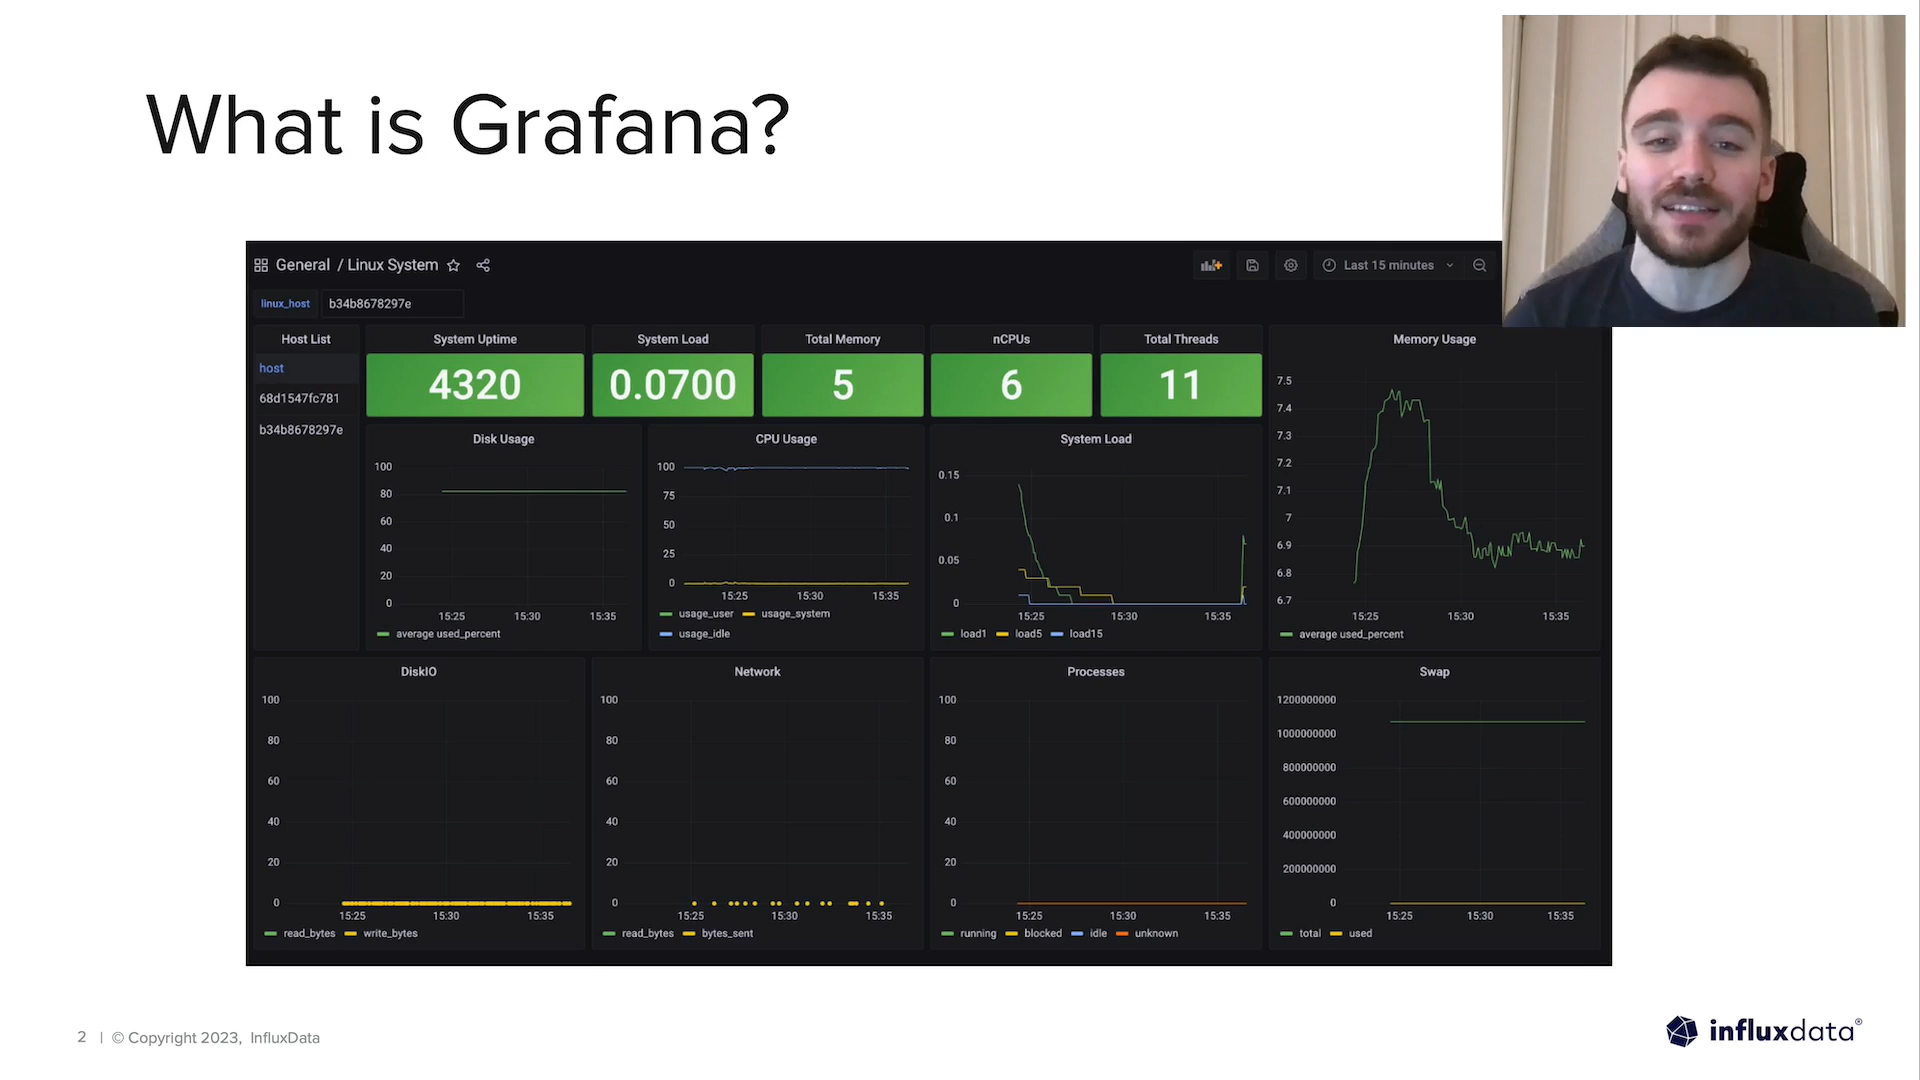 What is Grafana?
General / Linux System
Last 15 minutes
linux_host b34b8678297e
Host List
host
68d1547fc781
b34b8678297e
System Uptime
4320
System Load
0.0700
Total Memory
5
nCPUs
6
Total Threads
11
Memory Usage
7.5
7.4
7.3
7.2
7.1
7
6.9
6.8
6.7
15:25 15:30 15:35
average used_percent
Disk Usage
100
80
60
40
20
0
15:25 15:30 15:35
average used_percent
CPU Usage
100
75
50
25
0
15:25 15:30 15:35
usage_user usage_system
usage_idle
System Load
0.15
0.1
0.05
0
15:25 15:30 15:35
load1 load5 load15
DiskIO
100
80
60
40
20
0
15:25 15:30 15:35
read_bytes write_bytes
Network
100
80
60
40
20
0
15:25 15:30 15:35
read_bytes bytes_sent
Processes
100
80
60
40
20
0
15:25 15:30 15:35
running blocked idle unknown
Swap
1200000000
1000000000
800000000
600000000
400000000
200000000
0
15:25 15:30 15:35
total used
2 | © Copyright 2023, InfluxData
influxdata®